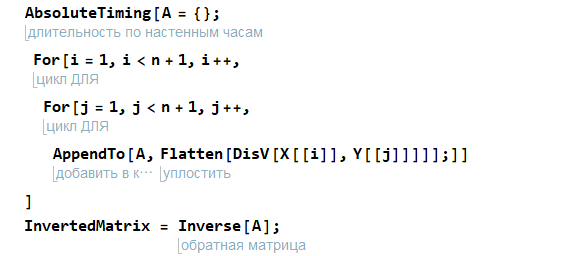 AbsoluteTiming[A = {};
длительность по настенным часам
For[i = 1, i < n + 1, i++,
цикл ДЛЯ
For[j = 1, j < n + 1, j++,
цикл ДЛЯ
AppendTo[A, Flatten[DisV[X[[i]], Y[[j]]]]];]]
добавить в к⋯ уплостить
]
InvertedMatrix = Inverse[A];
обратная матрица